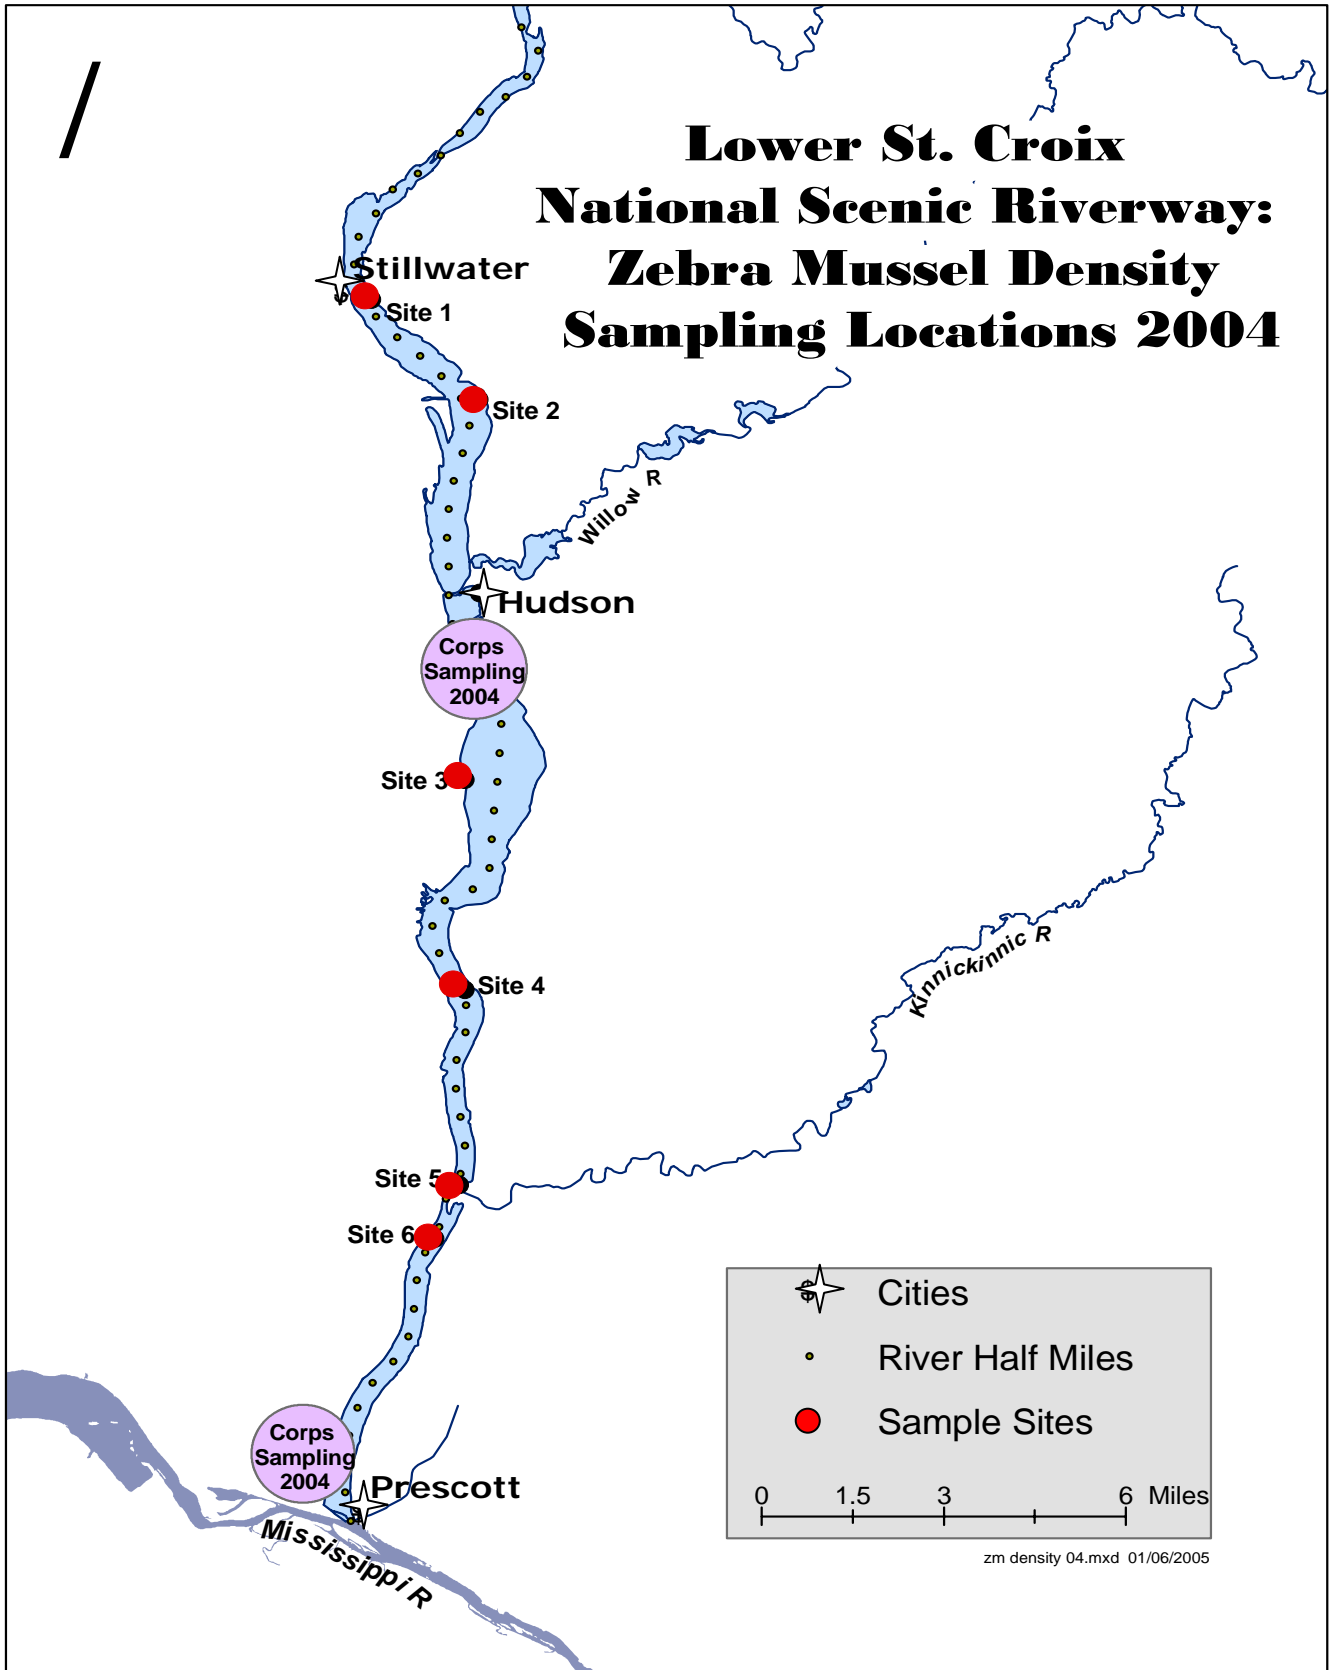 /
Lower St. Croix
National Scenic Riverway:
Zebra Mussel Density
Sampling Locations 2004
Stillwater
Site 1
Site 2
Willow R
Hudson
Corps
Sampling
2004
Site 3
Kinnickinnic R
Site 4
Site 5
Site 6
Cities
River Half Miles
Sample Sites
0 1.5 3 6 Miles
zm density 04.mxd 01/06/2005
Corps
Sampling
2004
Prescott
Mississippi R